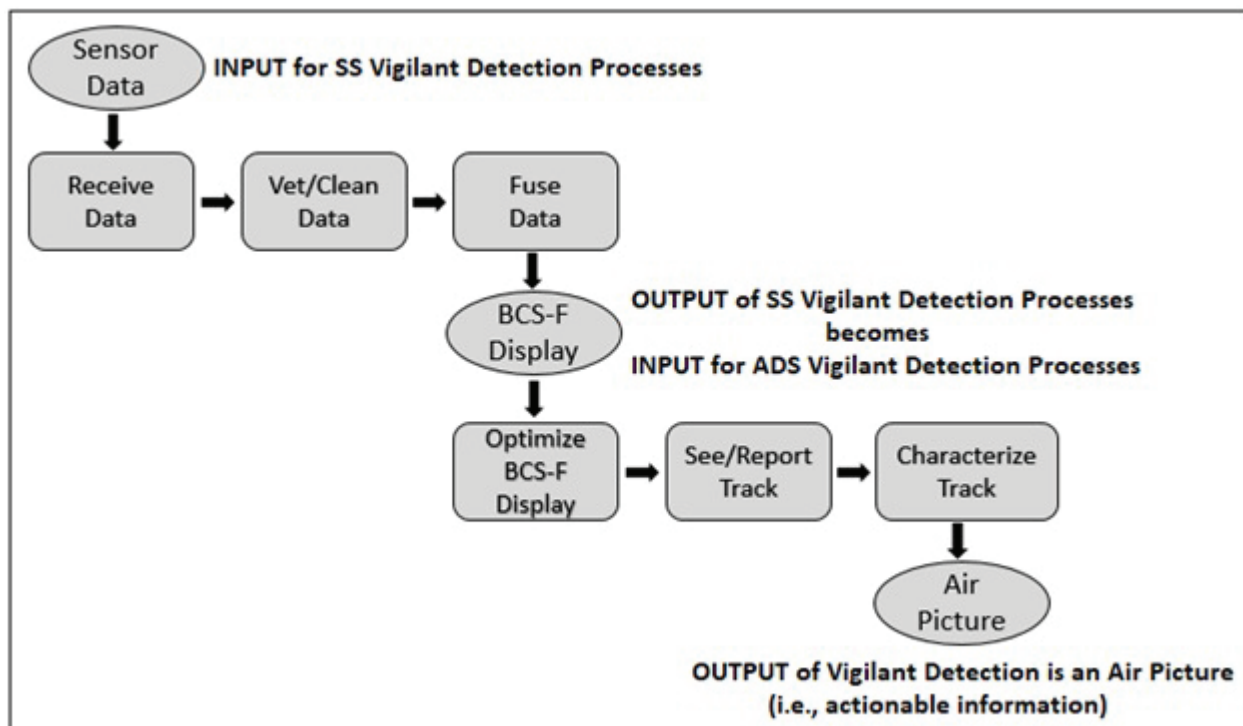 Sensor
Data
INPUT for SS Vigilant Detection Processes
Receive
Data
Vet/Clean
Data
Fuse
Data
BCS-F
Display
OUTPUT of SS Vigilant Detection Processes
becomes
INPUT for ADS Vigilant Detection Processes
Optimize
BCS-F
Display
See/Report
Track
Characterize
Track
Air
Picture
OUTPUT of Vigilant Detection is an Air Picture
(i.e., actionable information)